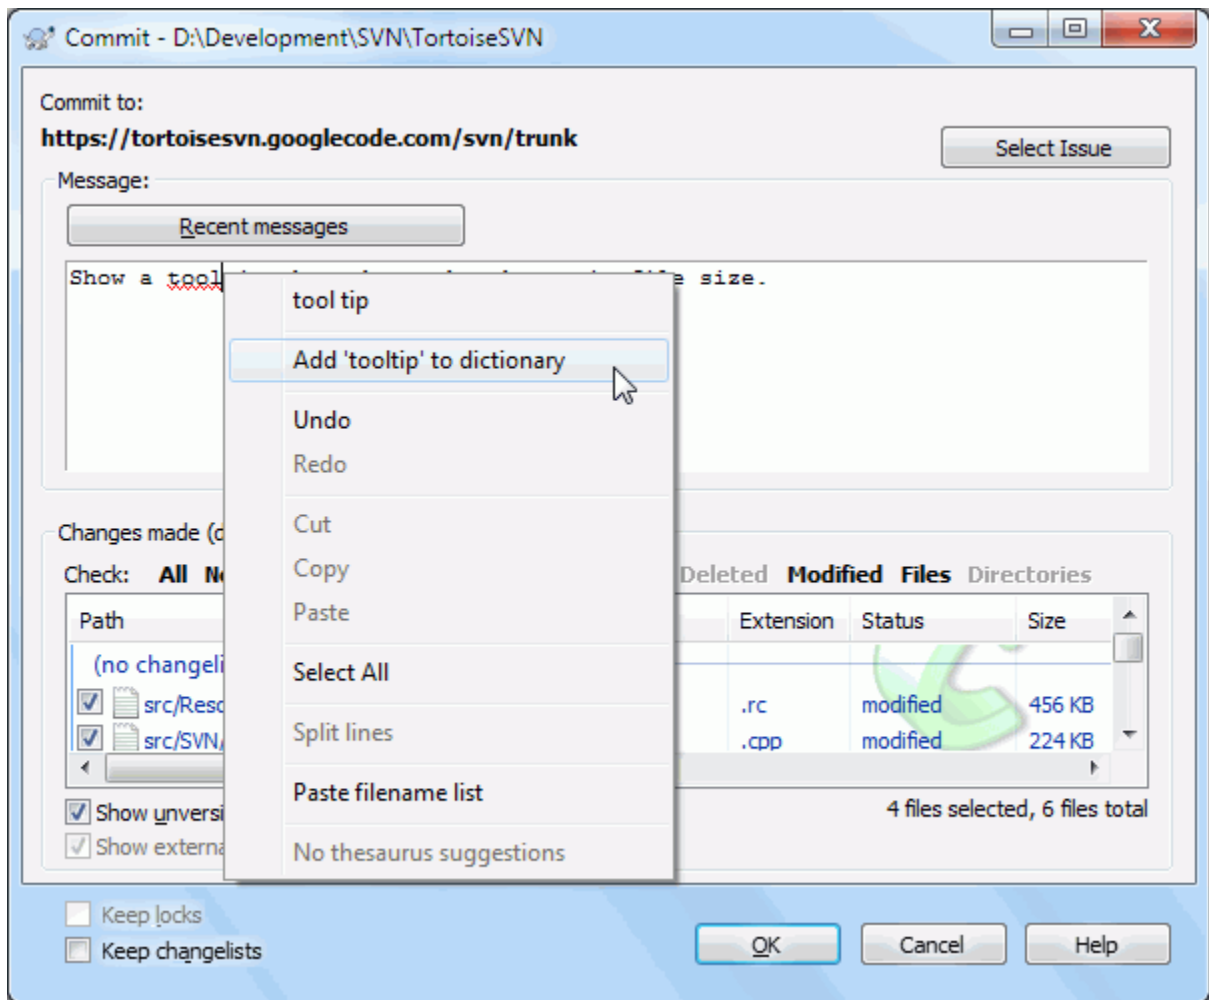 Commit - D:\Development\SVN\TortoiseSVN
Commit to:
https://tortoisesvn.googlecode.com/svn/trunk
Select Issue
Message:
Recent messages
Show a tool size.
tool tip
Add 'tooltip' to dictionary
Undo
Redo
Cut
Copy
Paste
Select All
Split lines
Paste filename list
No thesaurus suggestions
Changes made
Check: All Deleted Modified Files Directories
Path Extension Status Size
(no changeli
src/Reso .rc modified 456 KB
src/SVN/ .cpp modified 224 KB
Show unversi 4 files selected, 6 files total
Show externa
Keep locks
Keep changelists
OK Cancel Help